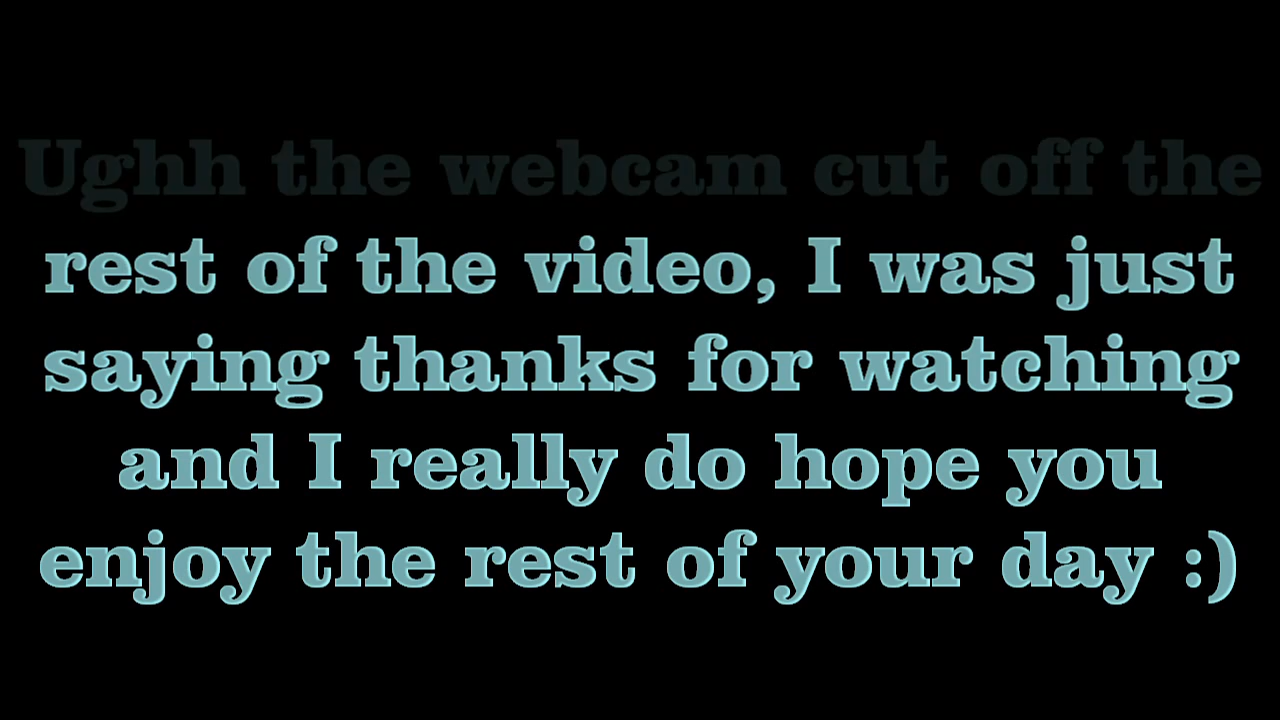 Ughh the webcam cut off the
rest of the video, I was just
saying thanks for watching
and I really do hope you
enjoy the rest of your day :)